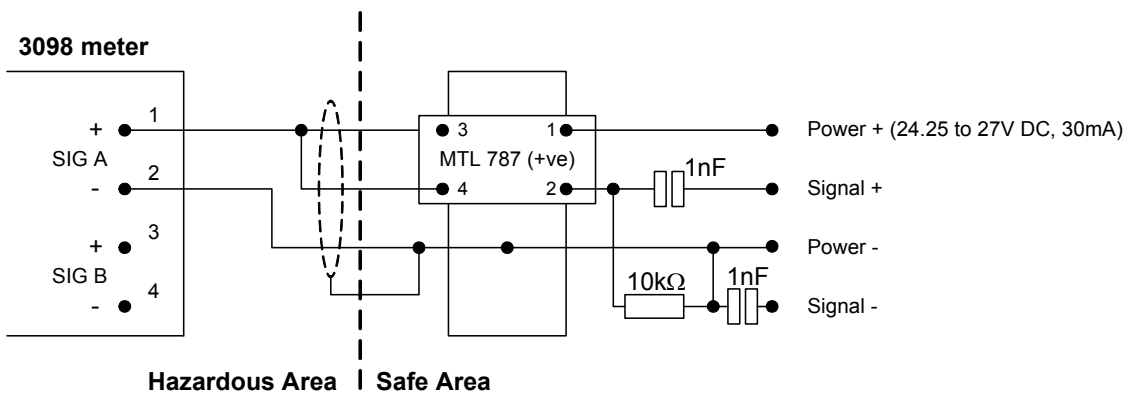 3098 meter
1
+
3
1
Power + (24.25 to 27V DC, 30mA)
SIG A
MTL 787 (+ve)
1nF
2
-
4
2
Signal +
3
+
Power -
SIG B
10kΩ
1nF
4
-
Signal -
Hazardous Area
Safe Area